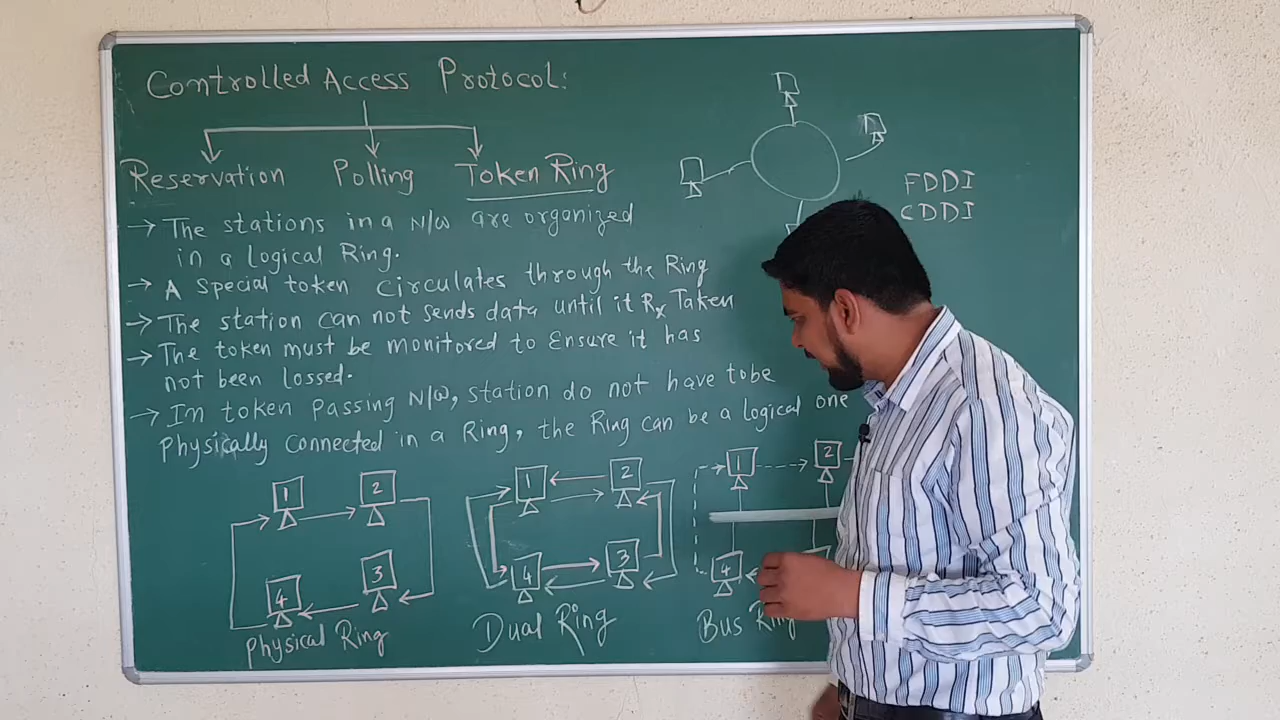 Controlled Access Protocol:
Reservation Polling Token Ring
→ The stations in a N/W are organized
in a Logical Ring.
→ A special token circulates through the Ring
→ The station can not sends data until it Rx Taken
→ The token must be monitored to Ensure it has
not been Lossed.
→ In token passing N/W, station do not have tobe
physically connected in a Ring, the Ring can be a logical one
FDDI
CDDI
1 2
3
4
Physical Ring
1 2
3
4
Dual Ring
1 2
4
Bus Ring